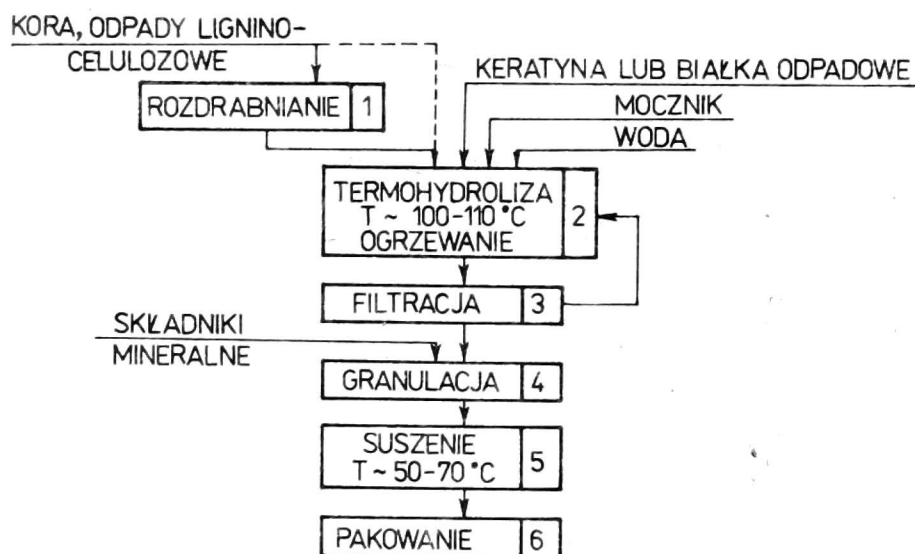 KORA, ODPADY LIGNINO-
CELULOZOWE
KERATYNA LUB BIAŁKA ODPADOWE
ROZDRABNIANIE 1
MOCZNIK
WODA
TERMOHYDROLIZA
T ~ 100-110 °C 2
OGRZEWANIE
FILTRACJA 3
SKŁADNIKI
MINERALNE
GRANULACJA 4
SUSZENIE
T ~ 50-70 °C 5
PAKOWANIE 6